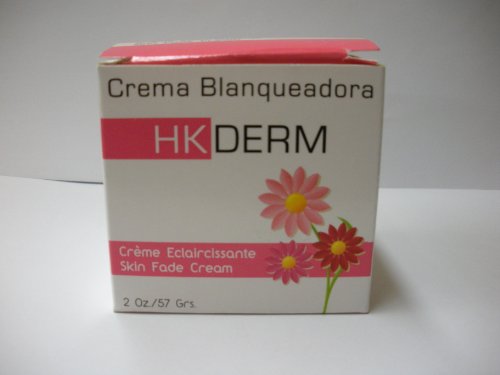 Crema Blanqueadora
HKDERM
Crème Eclaircissante
Skin Fade Cream
2 Oz./57 Grs.